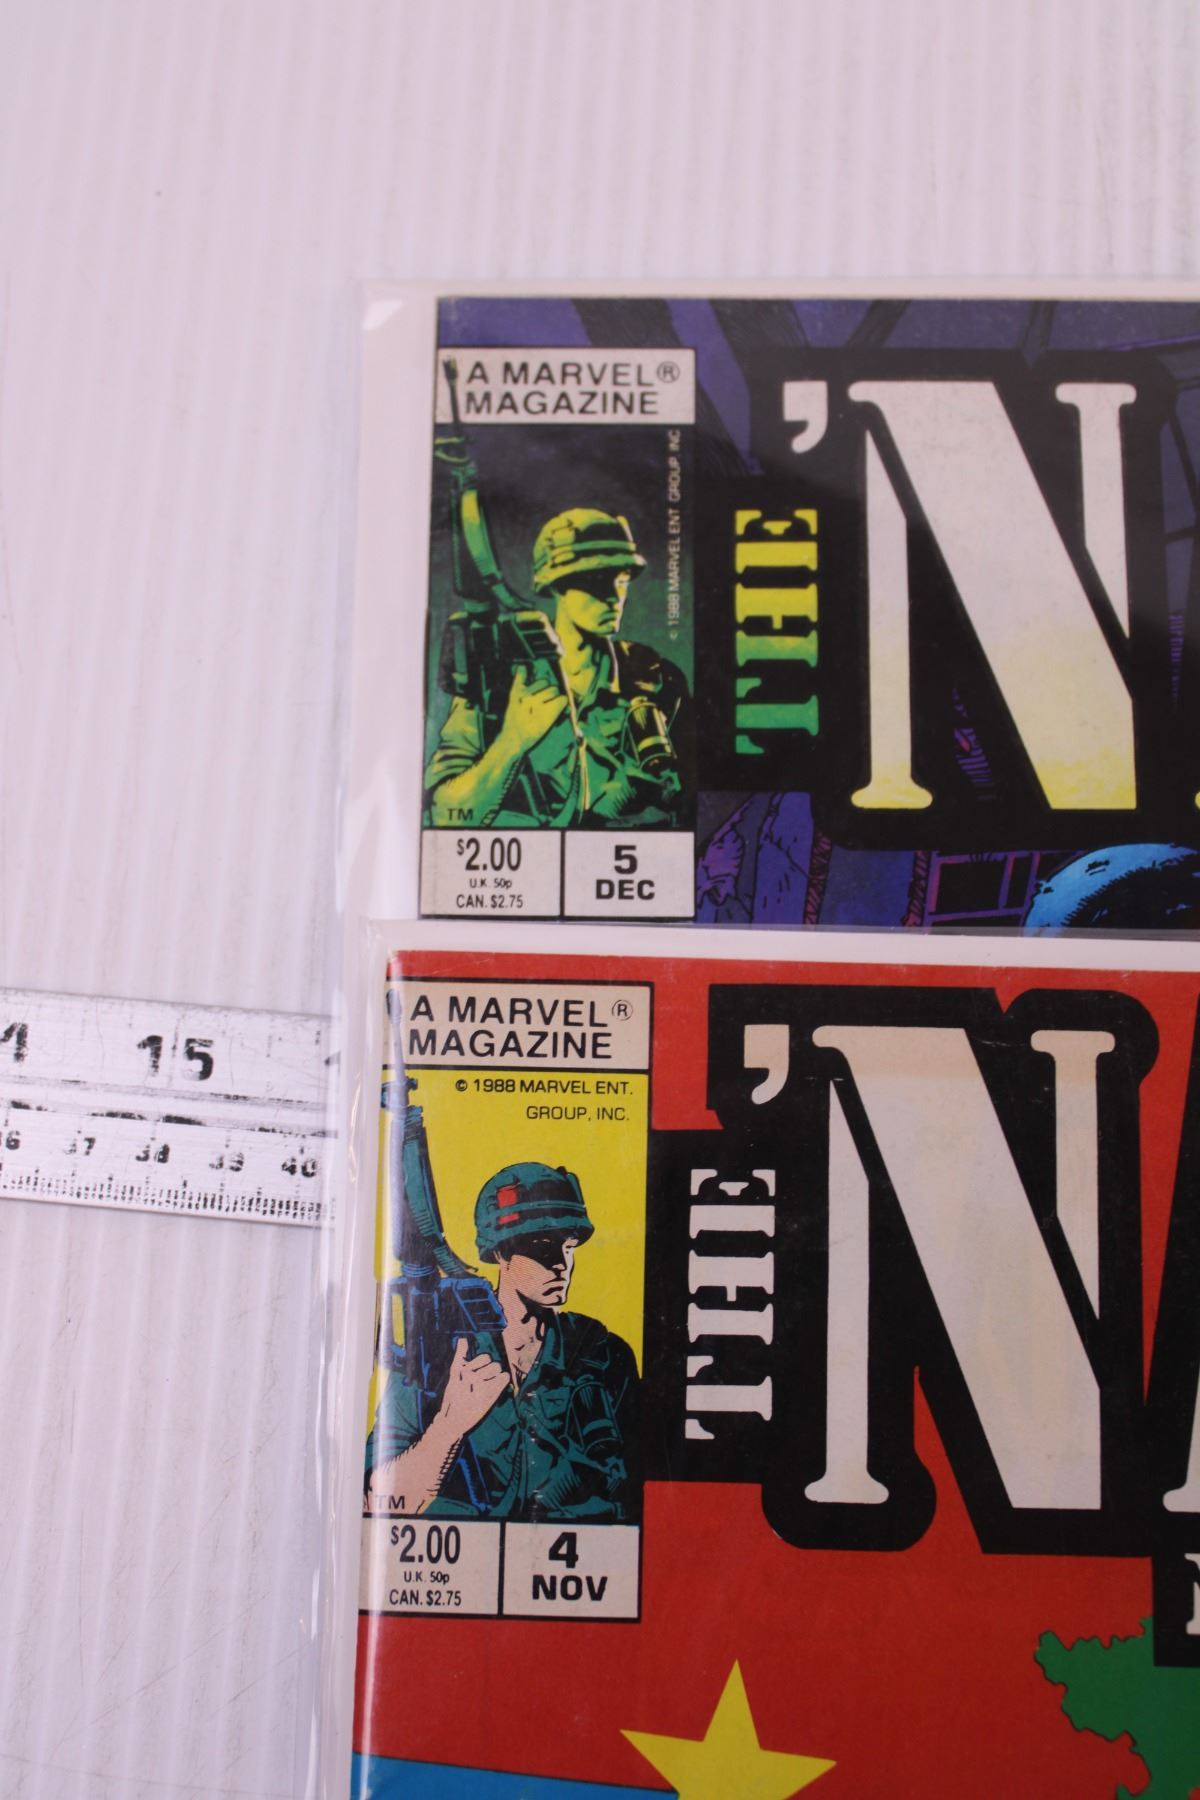 A MARVEL®
MAGAZINE
© 1988 MARVEL ENT. GROUP, INC.
TM
$2.00
U.K. 50p
CAN. $2.75
5
DEC
THE
'N
A MARVEL®
MAGAZINE
© 1988 MARVEL ENT.
GROUP, INC.
TM
$2.00
U.K. 50p
CAN. $2.75
4
NOV
THE
'NA
4 15
36 37 38 39 40